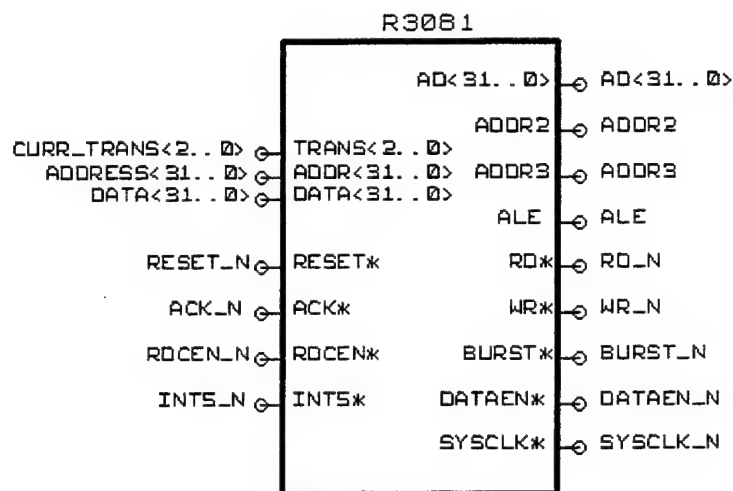 R3081
AD<31..0> AD<31..0>
ADDR2 ADDR2
CURR_TRANS<2..0> TRANS<2..0>
ADDRESS<31..0> ADDR<31..0> ADDR3 ADDR3
DATA<31..0> DATA<31..0>
ALE ALE
RESET_N RESET* RD* RD_N
ACK_N ACK* WR* WR_N
RDCEN_N RDCEN* BURST* BURST_N
INT5_N INT5* DATAEN* DATAEN_N
SYSCLK* SYSCLK_N